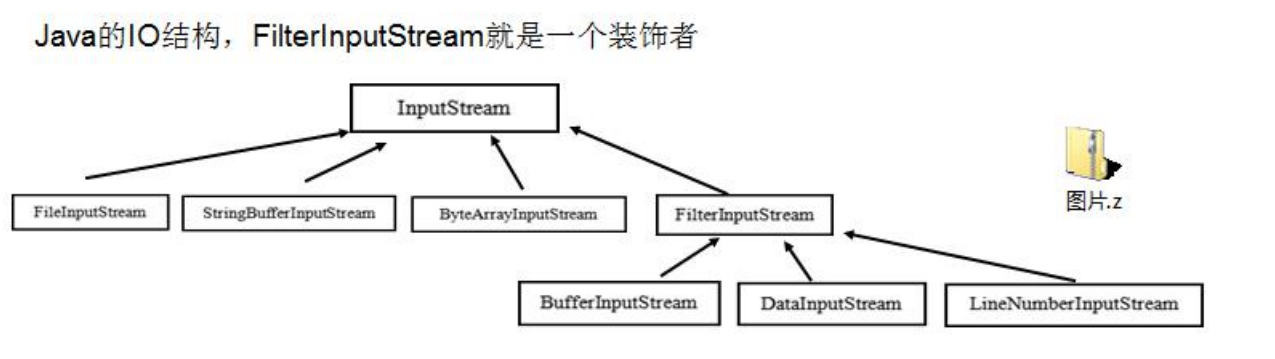 Java的IO结构，FilterInputStream就是一个装饰者
InputStream
图片.z
FileInputStream
StringBufferInputStream
ByteArrayInputStream
FilterInputStream
BufferInputStream
DataInputStream
LineNumberInputStream